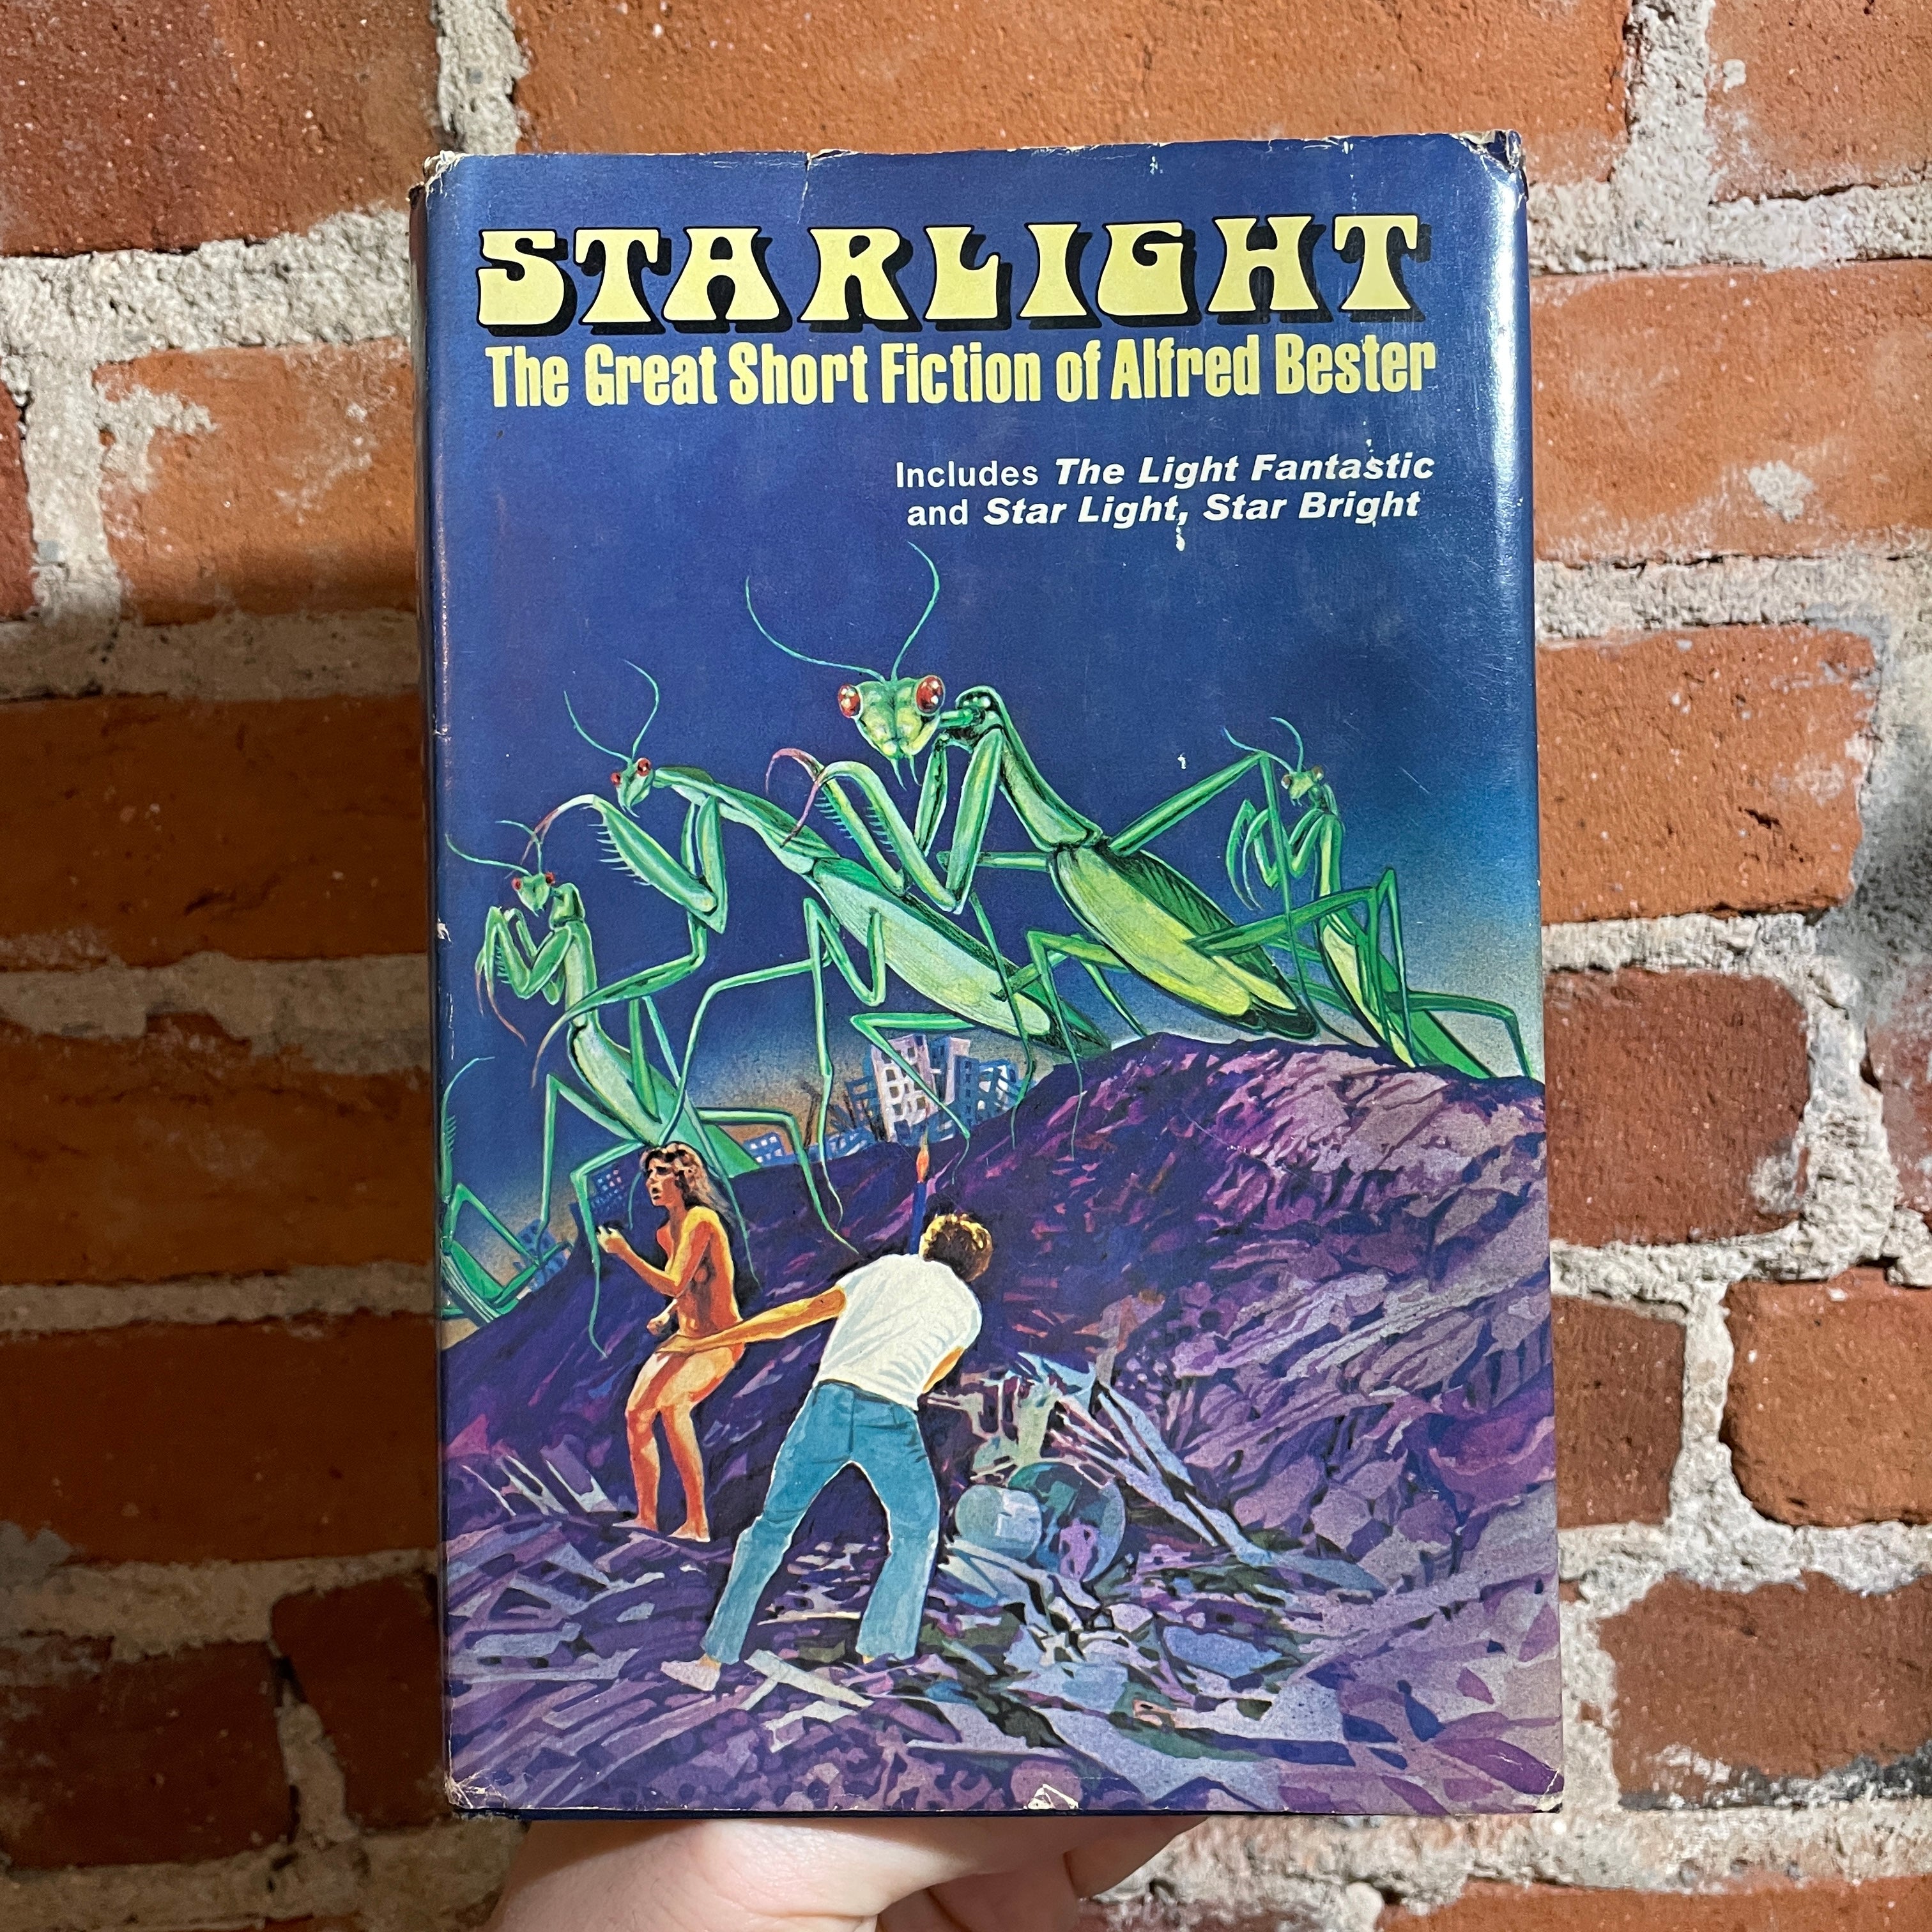 STARLIGHT
The Great Short Fiction of Alfred Bester
Includes The Light Fantastic
and Star Light, Star Bright